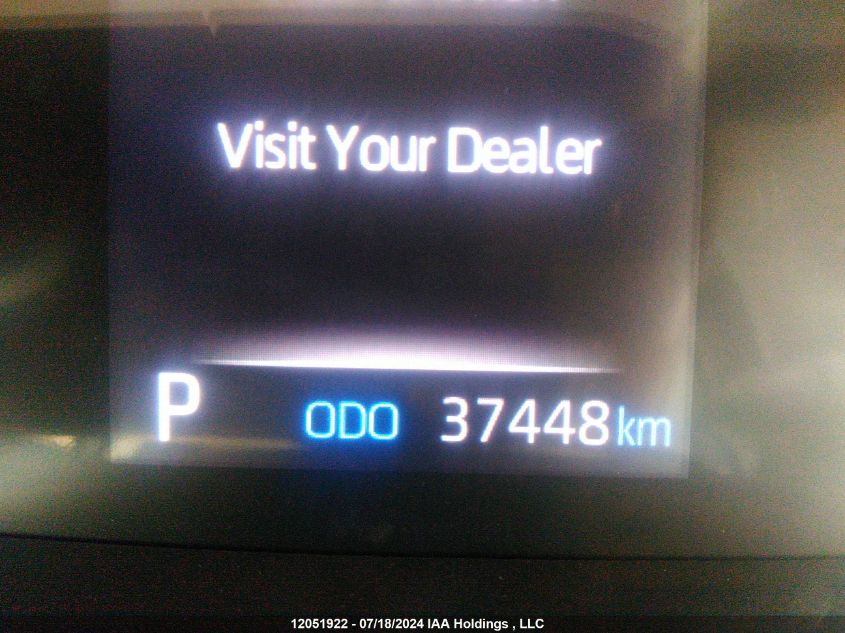 Visit Your Dealer
P ODO 37448 km
12051922 - 07/18/2024 IAA Holdings , LLC